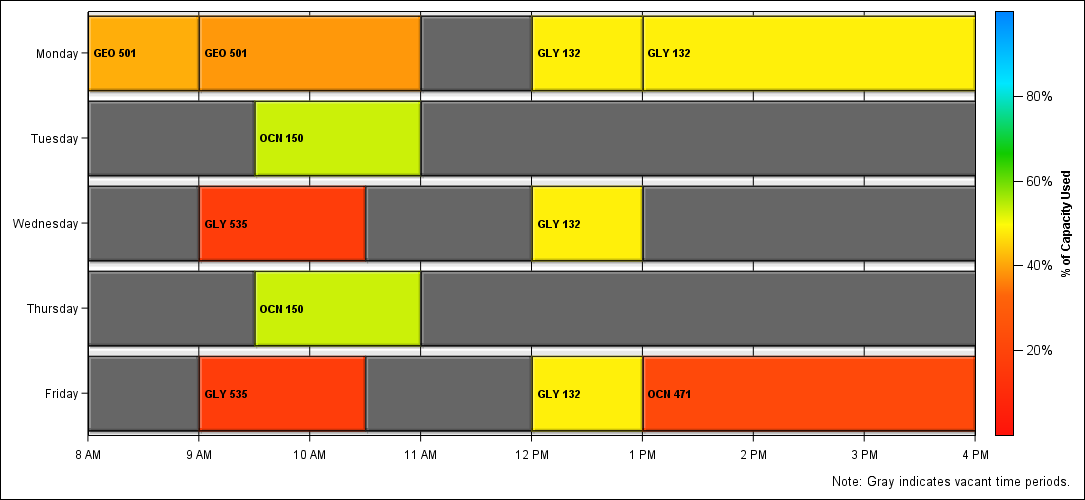 Monday
GEO 501
GEO 501
GLY 132
GLY 132
Tuesday
OCN 150
Wednesday
GLY 535
GLY 132
Thursday
OCN 150
Friday
GLY 535
GLY 132
OCN 471
8 AM
9 AM
10 AM
11 AM
12 PM
1 PM
2 PM
3 PM
4 PM
80%
60%
40%
20%
% of Capacity Used
Note: Gray indicates vacant time periods.